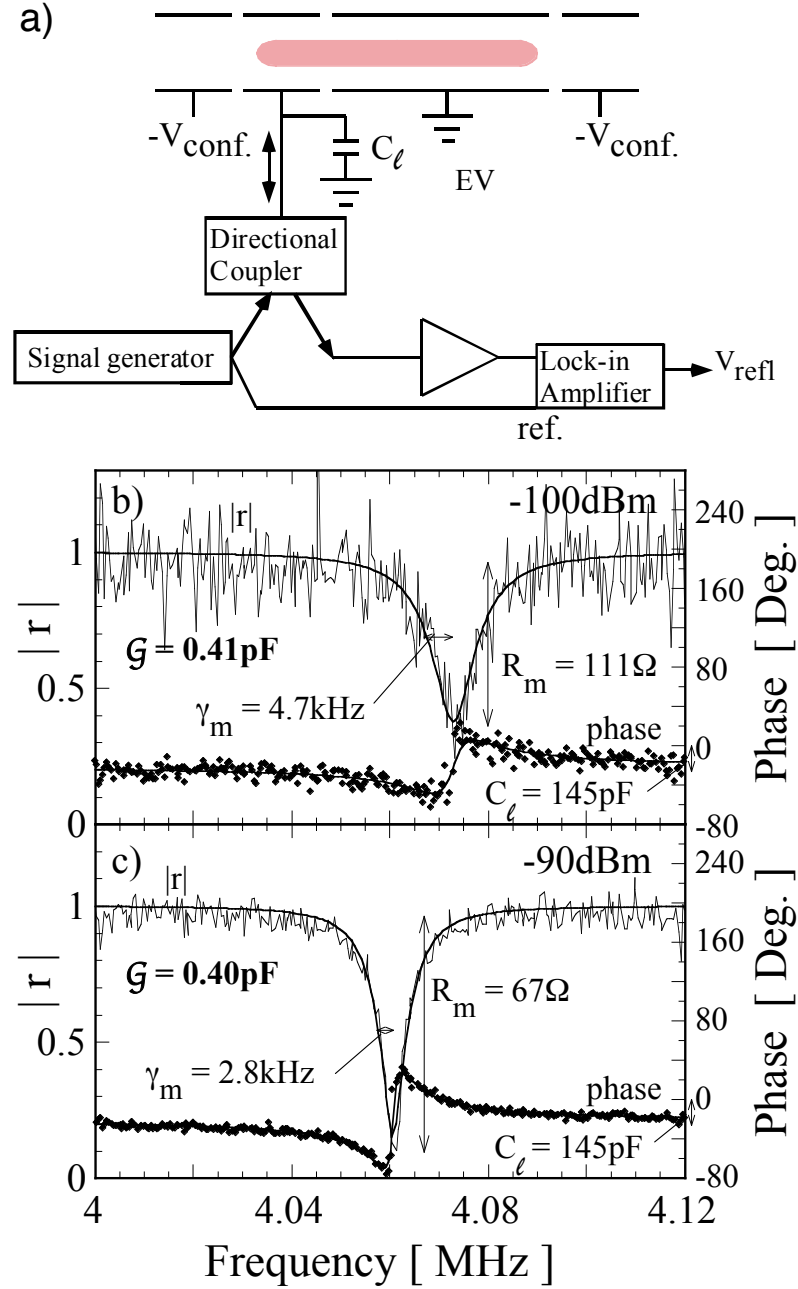 a)
-Vconf.
Cℓ
EV
-Vconf.
Directional
Coupler
Signal generator
Lock-in
Amplifier
Vrefl
ref.
b)
|r|
-100dBm
𝒢 = 0.41pF
Rm = 111Ω
γm = 4.7kHz
phase
Cℓ = 145pF
| r |
1
0.5
0
240
160
80
0
-80
Phase [ Deg. ]
c)
|r|
-90dBm
𝒢 = 0.40pF
Rm = 67Ω
γm = 2.8kHz
phase
Cℓ = 145pF
| r |
1
0.5
0
240
160
80
0
-80
Phase [ Deg. ]
4 4.04 4.08 4.12
Frequency [ MHz ]